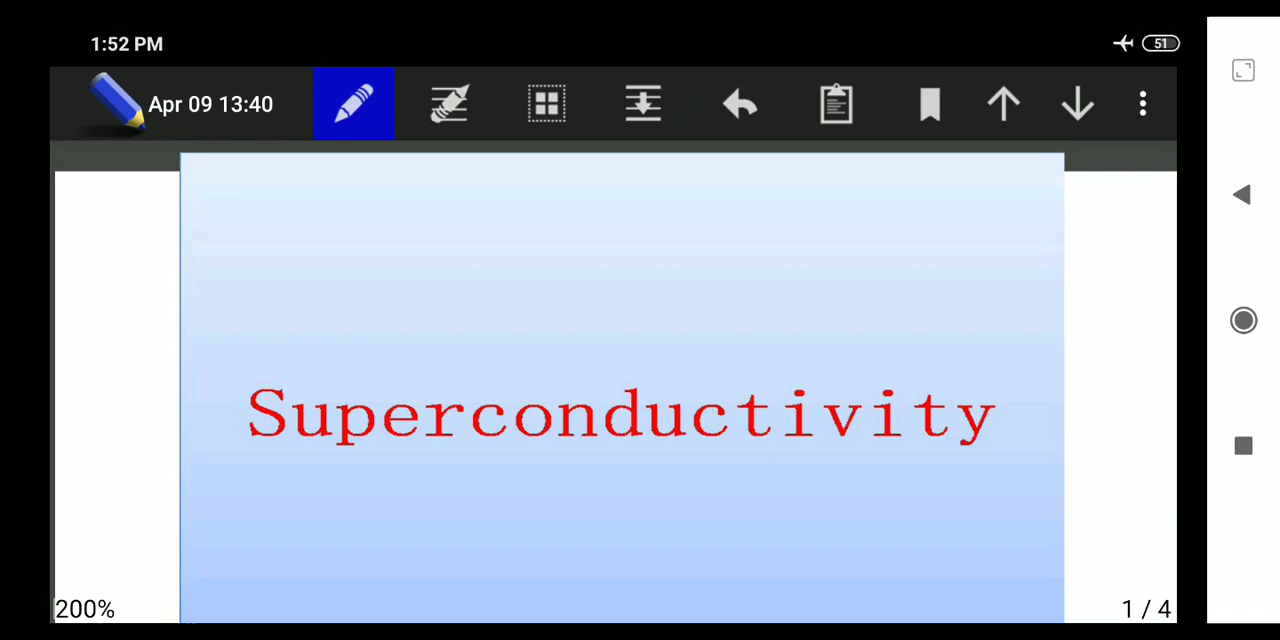 1:52 PM
51
Apr 09 13:40
Superconductivity
200%
1 / 4